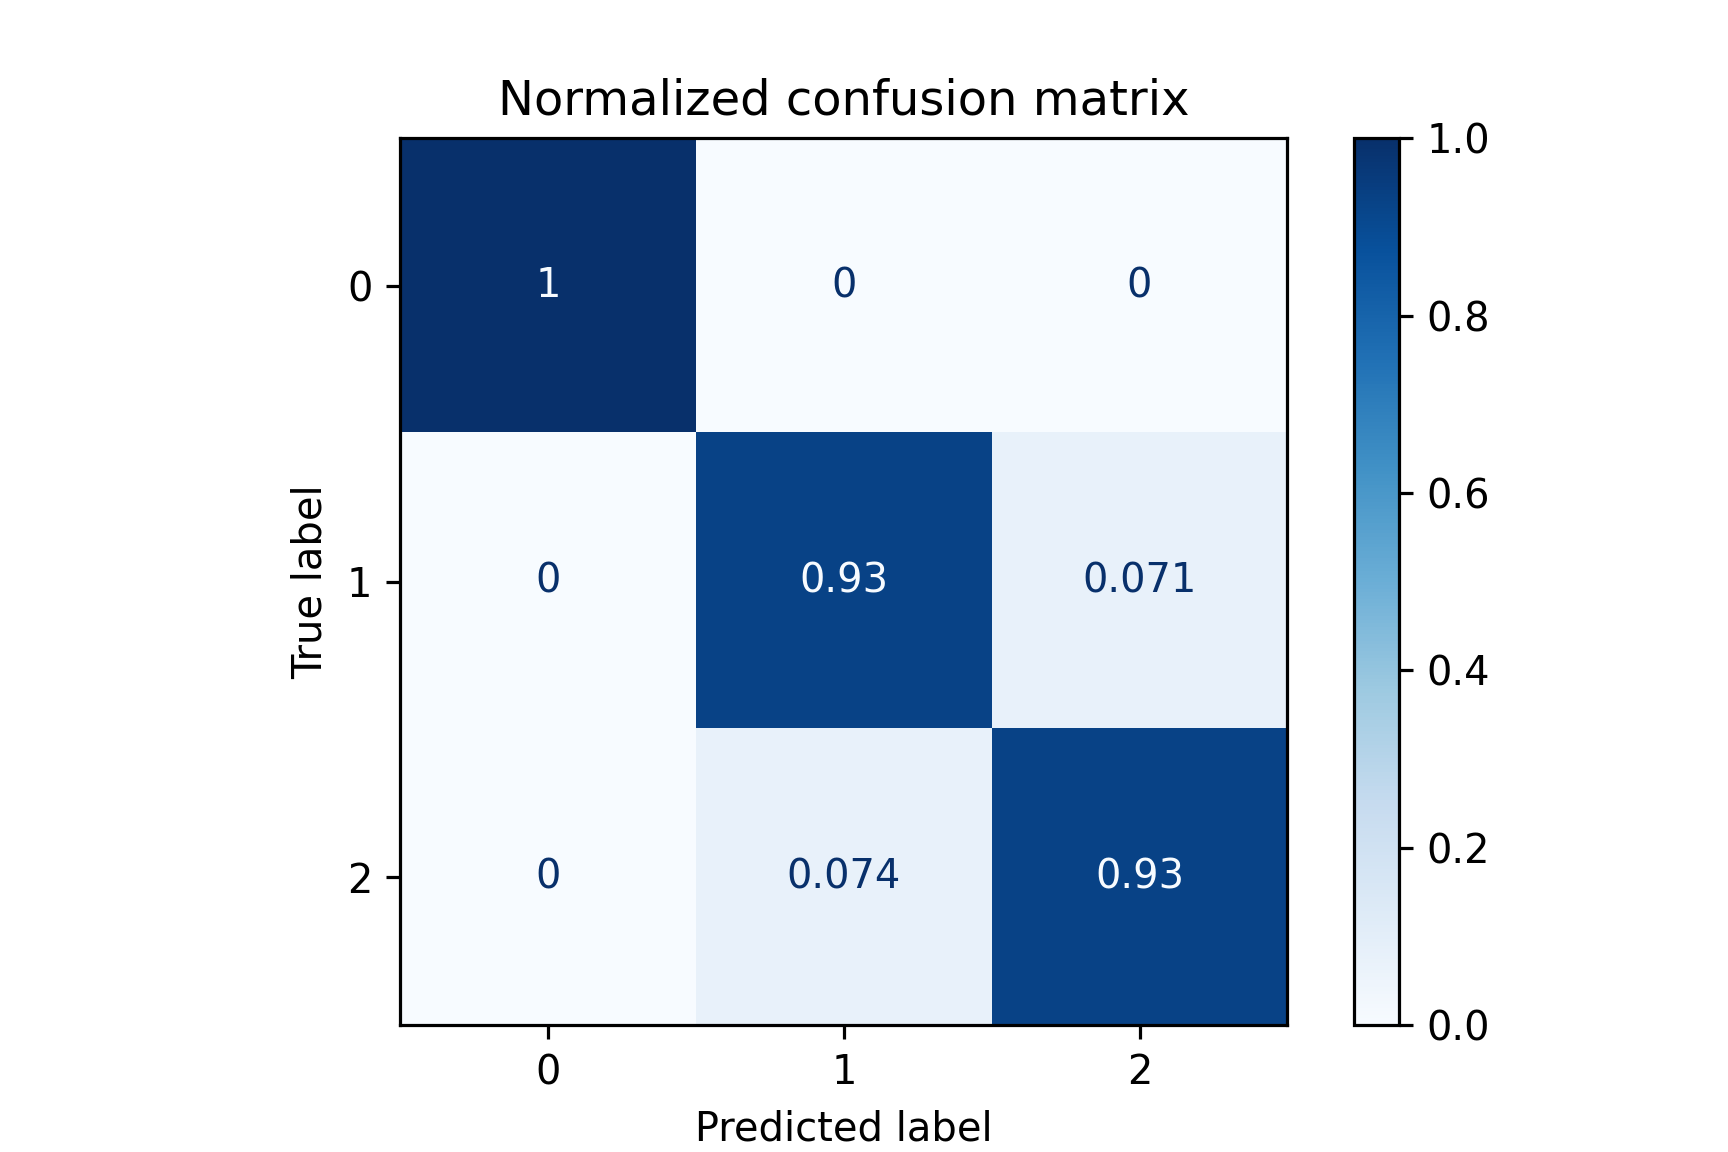 Normalized confusion matrix
1.0
0.8
0.6
0.4
0.2
0.0
True label
0 1 0 0
1 0 0.93 0.071
2 0 0.074 0.93
0 1 2
Predicted label